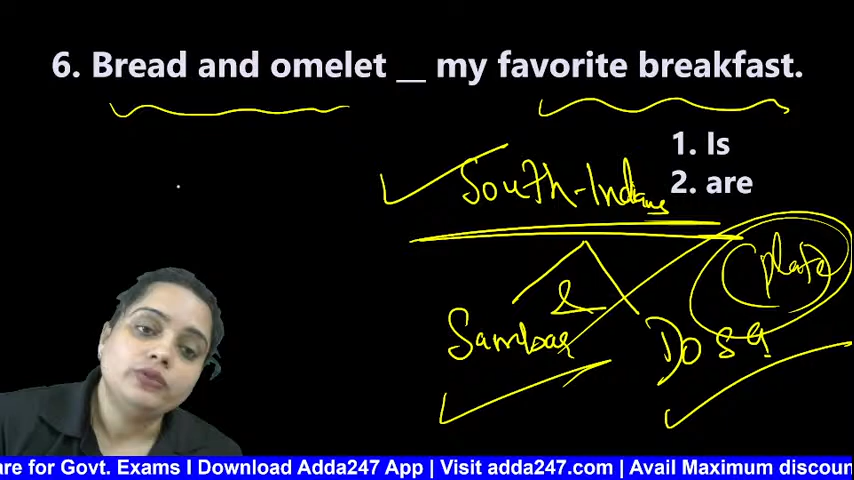 6. Bread and omelet __ my favorite breakfast.
1. Is
South-Indians
2. are
plate
&
Sambar
Dosa
are for Govt. Exams I Download Adda247 App | Visit adda247.com | Avail Maximum discoun